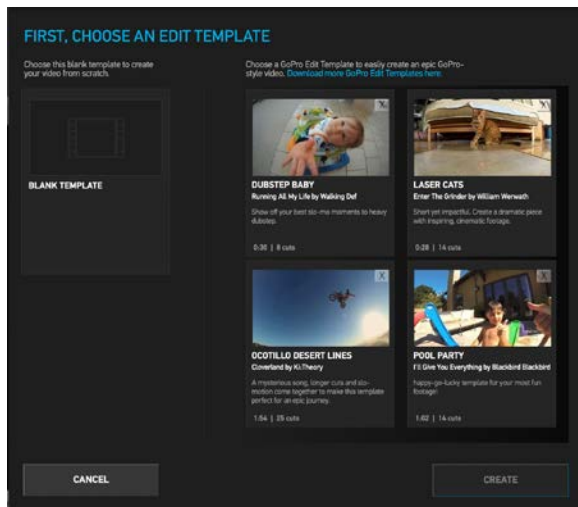 FIRST, CHOOSE AN EDIT TEMPLATE
Choose this blank template to create
your video from scratch.
BLANK TEMPLATE
Choose a GoPro Edit Template to easliy create an epic GoPro-
style video. Download more GoPro Edit Templates here.
X
DUBSTEP BABY
Running All My Life by Walking Def
Show off your best slo-mo moments to heavy
dubstep.
0:30 | 8 cuts
X
LASER CATS
Enter The Grinder by William Werwath
Short yet impactful. Create a dramatic piece
with inspiring, cinematic footage.
0:28 | 14 cuts
X
OCOTILLO DESERT LINES
Cloverland by Ki:Theory
A mysterious song, longer cuts and slo-
motion come together to make this template
perfect for an epic journey.
1:54 | 25 cuts
X
POOL PARTY
I'll Give You Everything by Blackbird Blackbird
happy-go-lucky template for your most fun
footage!
1:02 | 14 cuts
CANCEL
CREATE